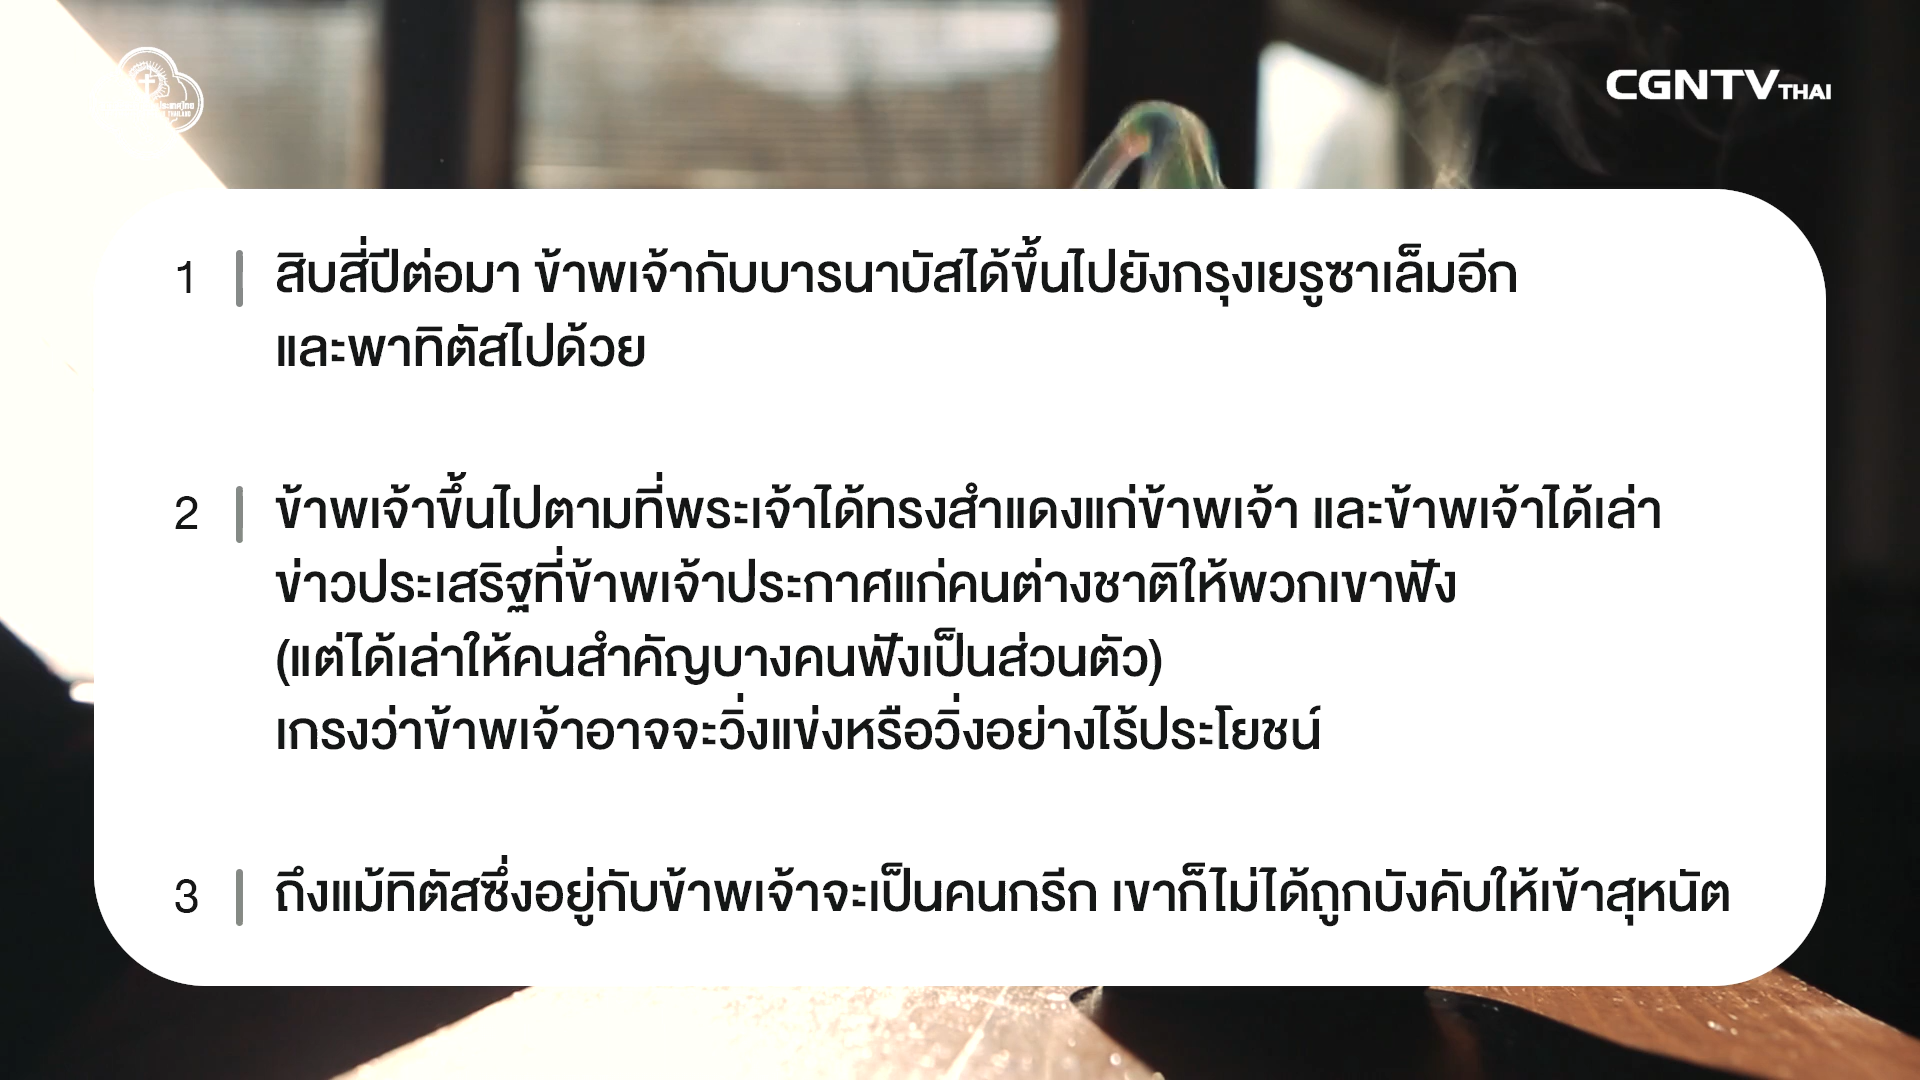 CGNTV THAI
1 สิบสี่ปีต่อมา ข้าพเจ้ากับบารนาบัสได้ขึ้นไปยังกรุงเยรูซาเล็มอีก
และพาทิตัสไปด้วย
2 ข้าพเจ้าขึ้นไปตามที่พระเจ้าได้ทรงสำแดงแก่ข้าพเจ้า และข้าพเจ้าได้เล่า
ข่าวประเสริฐที่ข้าพเจ้าประกาศแก่คนต่างชาติให้พวกเขาฟัง
(แต่ได้เล่าให้คนสำคัญบางคนฟังเป็นส่วนตัว)
เกรงว่าข้าพเจ้าอาจจะวิ่งแข่งหรือวิ่งอย่างไร้ประโยชน์
3 ถึงแม้ทิตัสซึ่งอยู่กับข้าพเจ้าจะเป็นคนกรีก เขาก็ไม่ได้ถูกบังคับให้เข้าสุหนัต